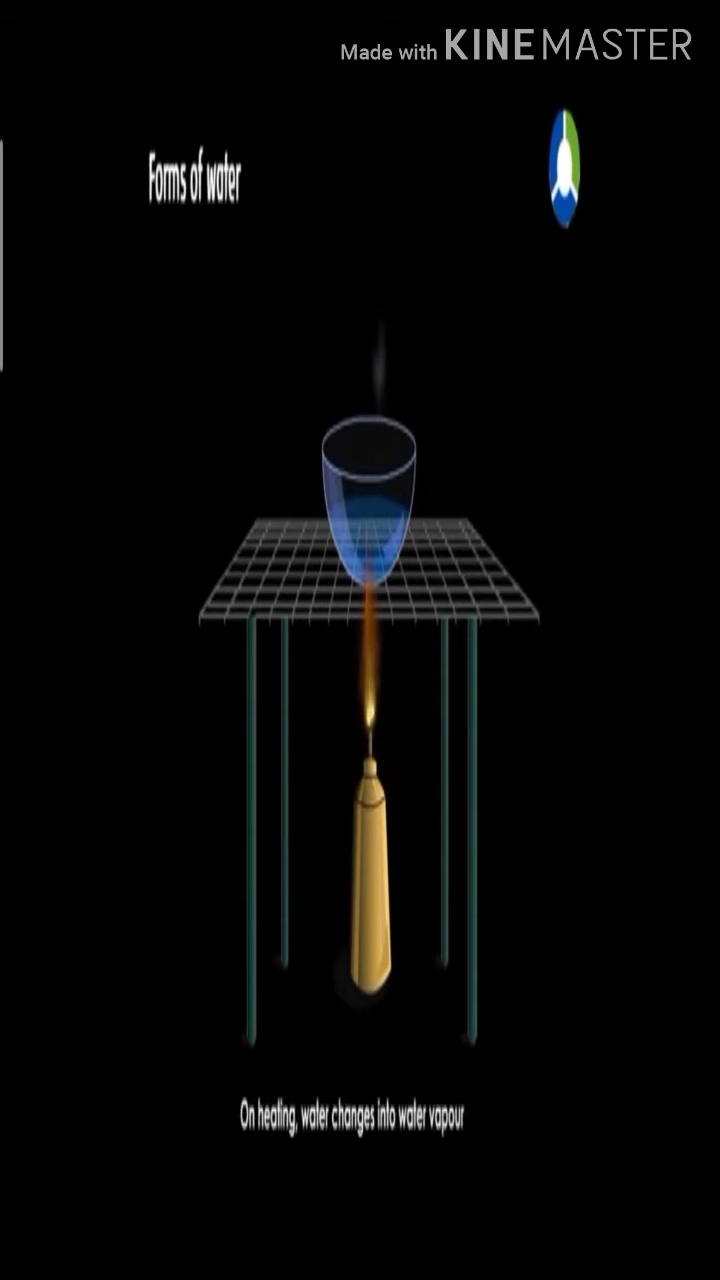 Made with KINEMASTER
Forms of water
On heating, water changes into water vapour